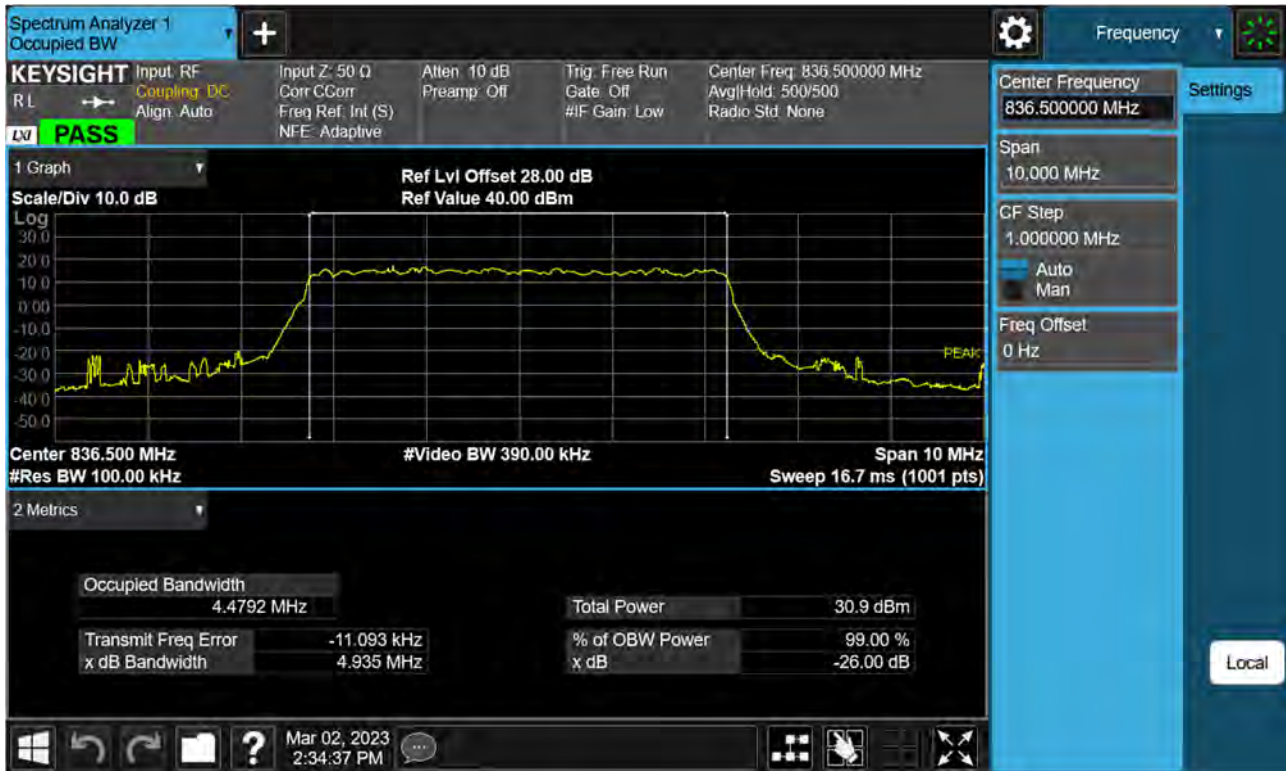 Spectrum Analyzer 1
Occupied BW
+
Frequency
KEYSIGHT Input: RF Input Z: 50 Ω Atten: 10 dB Trig: Free Run Center Freq: 836.500000 MHz
RL Coupling: DC Corr CCorr Preamp: Off Gate: Off Avg|Hold: 500/500
Align: Auto Freq Ref: Int (S) #IF Gain: Low Radio Std: None
LXI PASS NFE: Adaptive
Center Frequency
836.500000 MHz
Settings
Span
10.000 MHz
CF Step
1.000000 MHz
Auto
Man
Freq Offset
0 Hz
Local
1 Graph
Ref Lvl Offset 28.00 dB
Scale/Div 10.0 dB Ref Value 40.00 dBm
Log
30.0
20.0
10.0
0.00
-10.0
-20.0
PEAK
-30.0
-40.0
-50.0
Center 836.500 MHz #Video BW 390.00 kHz Span 10 MHz
#Res BW 100.00 kHz Sweep 16.7 ms (1001 pts)
2 Metrics
Occupied Bandwidth
4.4792 MHz Total Power 30.9 dBm
Transmit Freq Error -11.093 kHz % of OBW Power 99.00 %
x dB Bandwidth 4.935 MHz x dB -26.00 dB
? Mar 02, 2023
2:34:37 PM